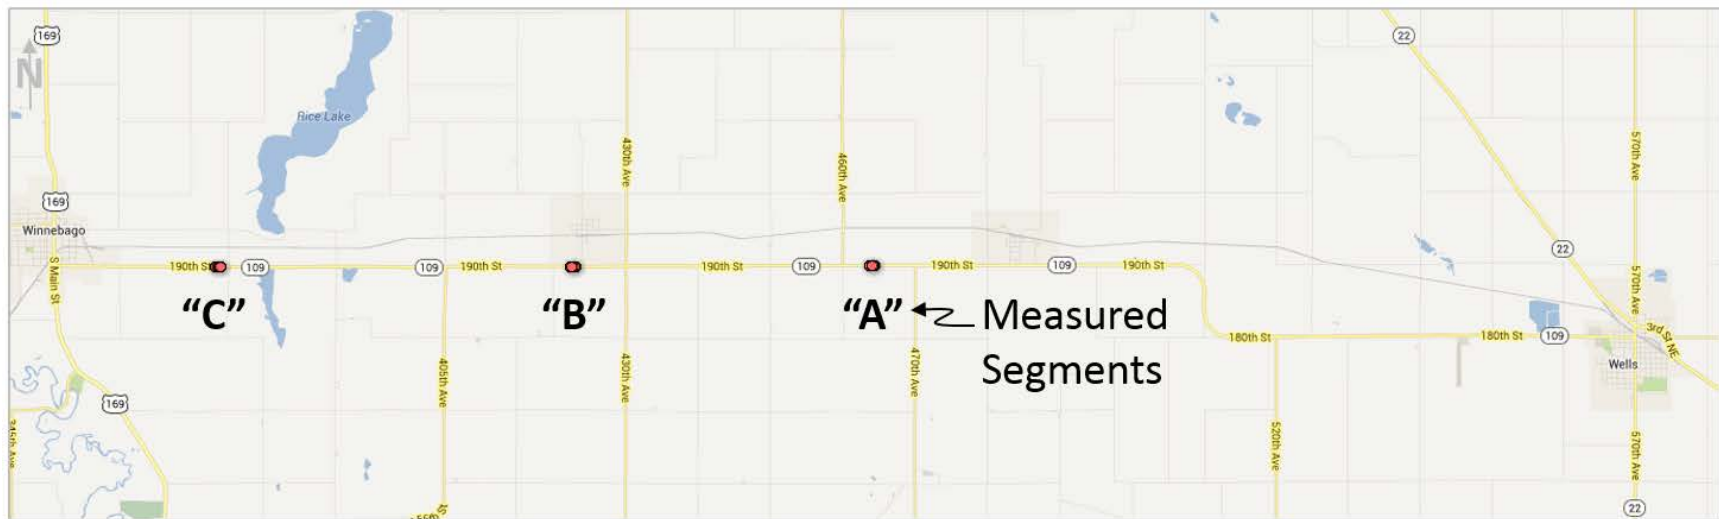 169
22
N
Rice Lake
430th Ave
460th Ave
570th Ave
169
Winnebago
22
190th St
109
109
190th St
190th St
109
190th St
109
190th St
S Main St
570th Ave
“C”
“B”
“A”
Measured
Segments
180th St
180th St
109
3rd St NE
Wells
405th Ave
430th Ave
470th Ave
169
345th Ave
520th Ave
570th Ave
22